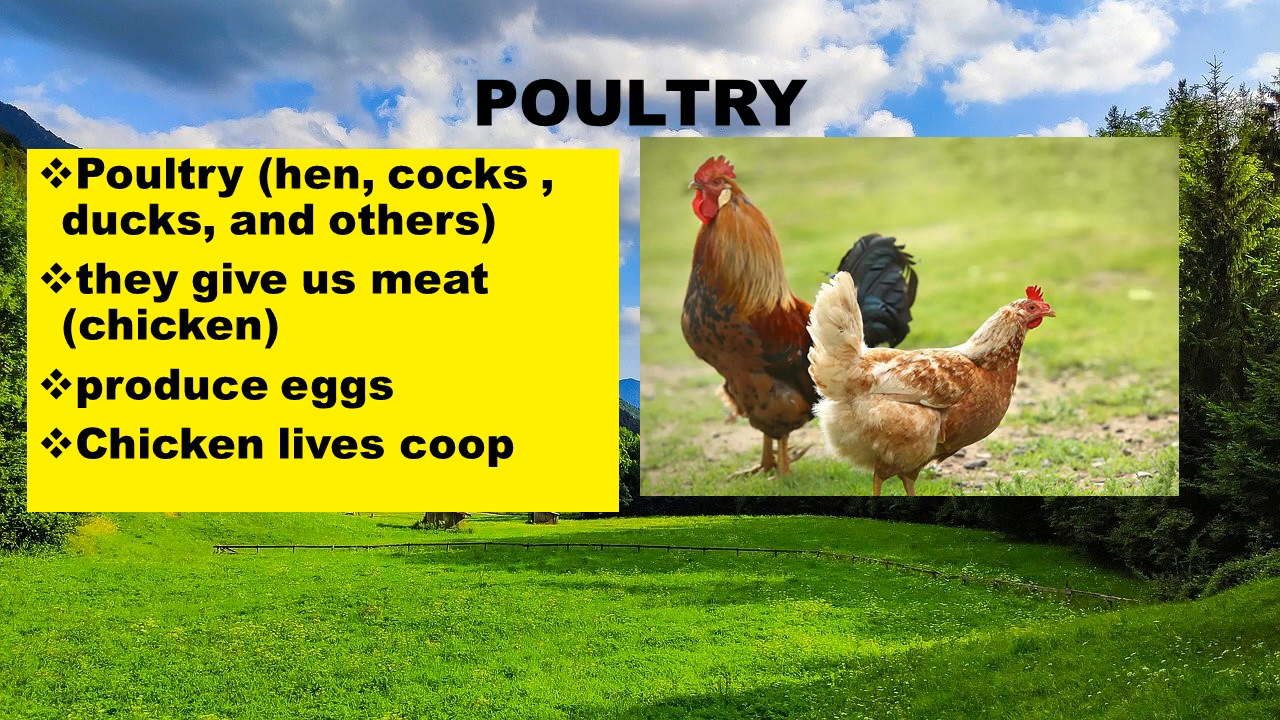 POULTRY
❖Poultry (hen, cocks ,
ducks, and others)
❖they give us meat
(chicken)
❖produce eggs
❖Chicken lives coop